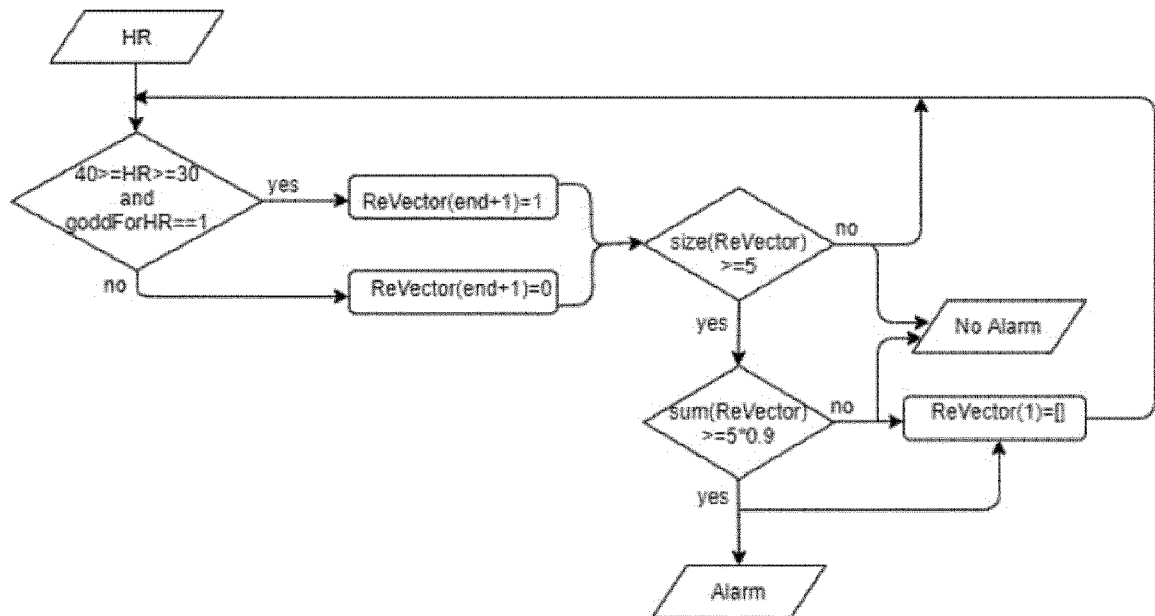 HR
40>=HR>=30
and
goddForHR==1
yes
no
ReVector(end+1)=1
ReVector(end+1)=0
size(ReVector)
>=5
no
yes
No Alarm
sum(ReVector)
>=5*0.9
no
ReVector(1)=[]
yes
Alarm